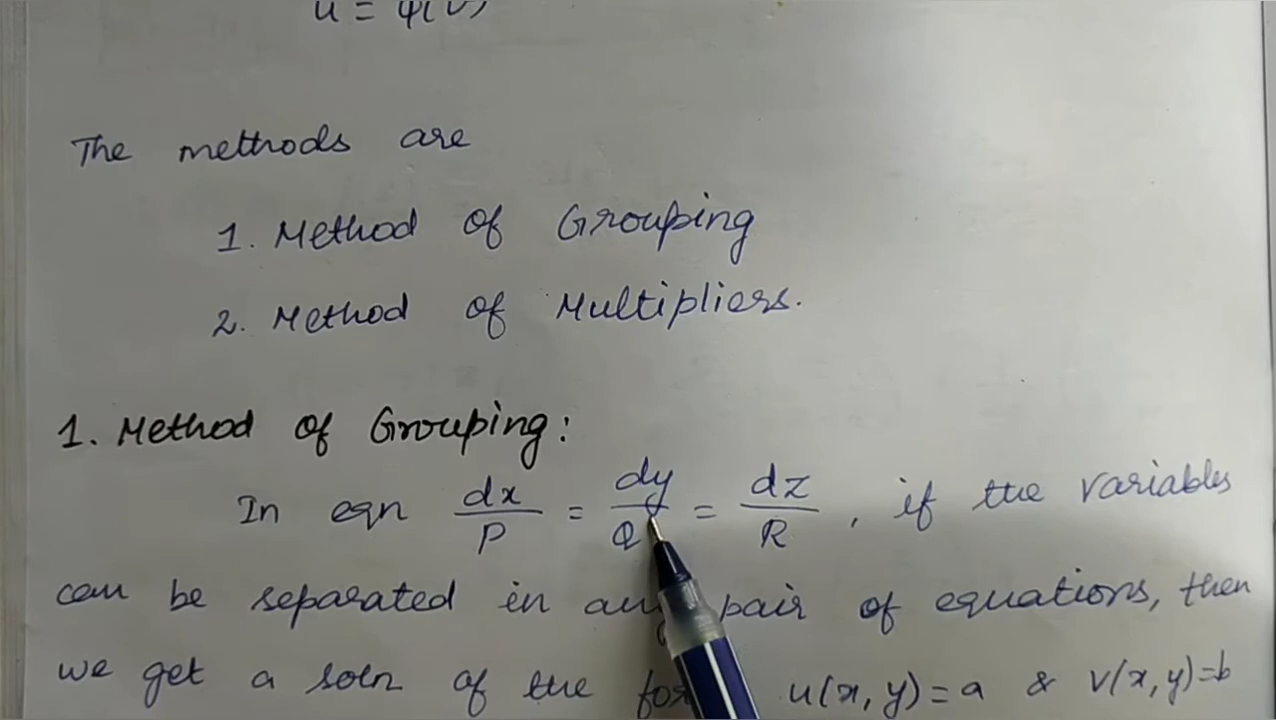 u = φ(v)
The methods are
1. Method of Grouping
2. Method of Multipliers.
1. Method of Grouping:
In eqn dx/P = dy/Q = dz/R, if the variables
can be separated in any pair of equations, then
we get a soln of the u(x, y) = a & v(x, y) = b